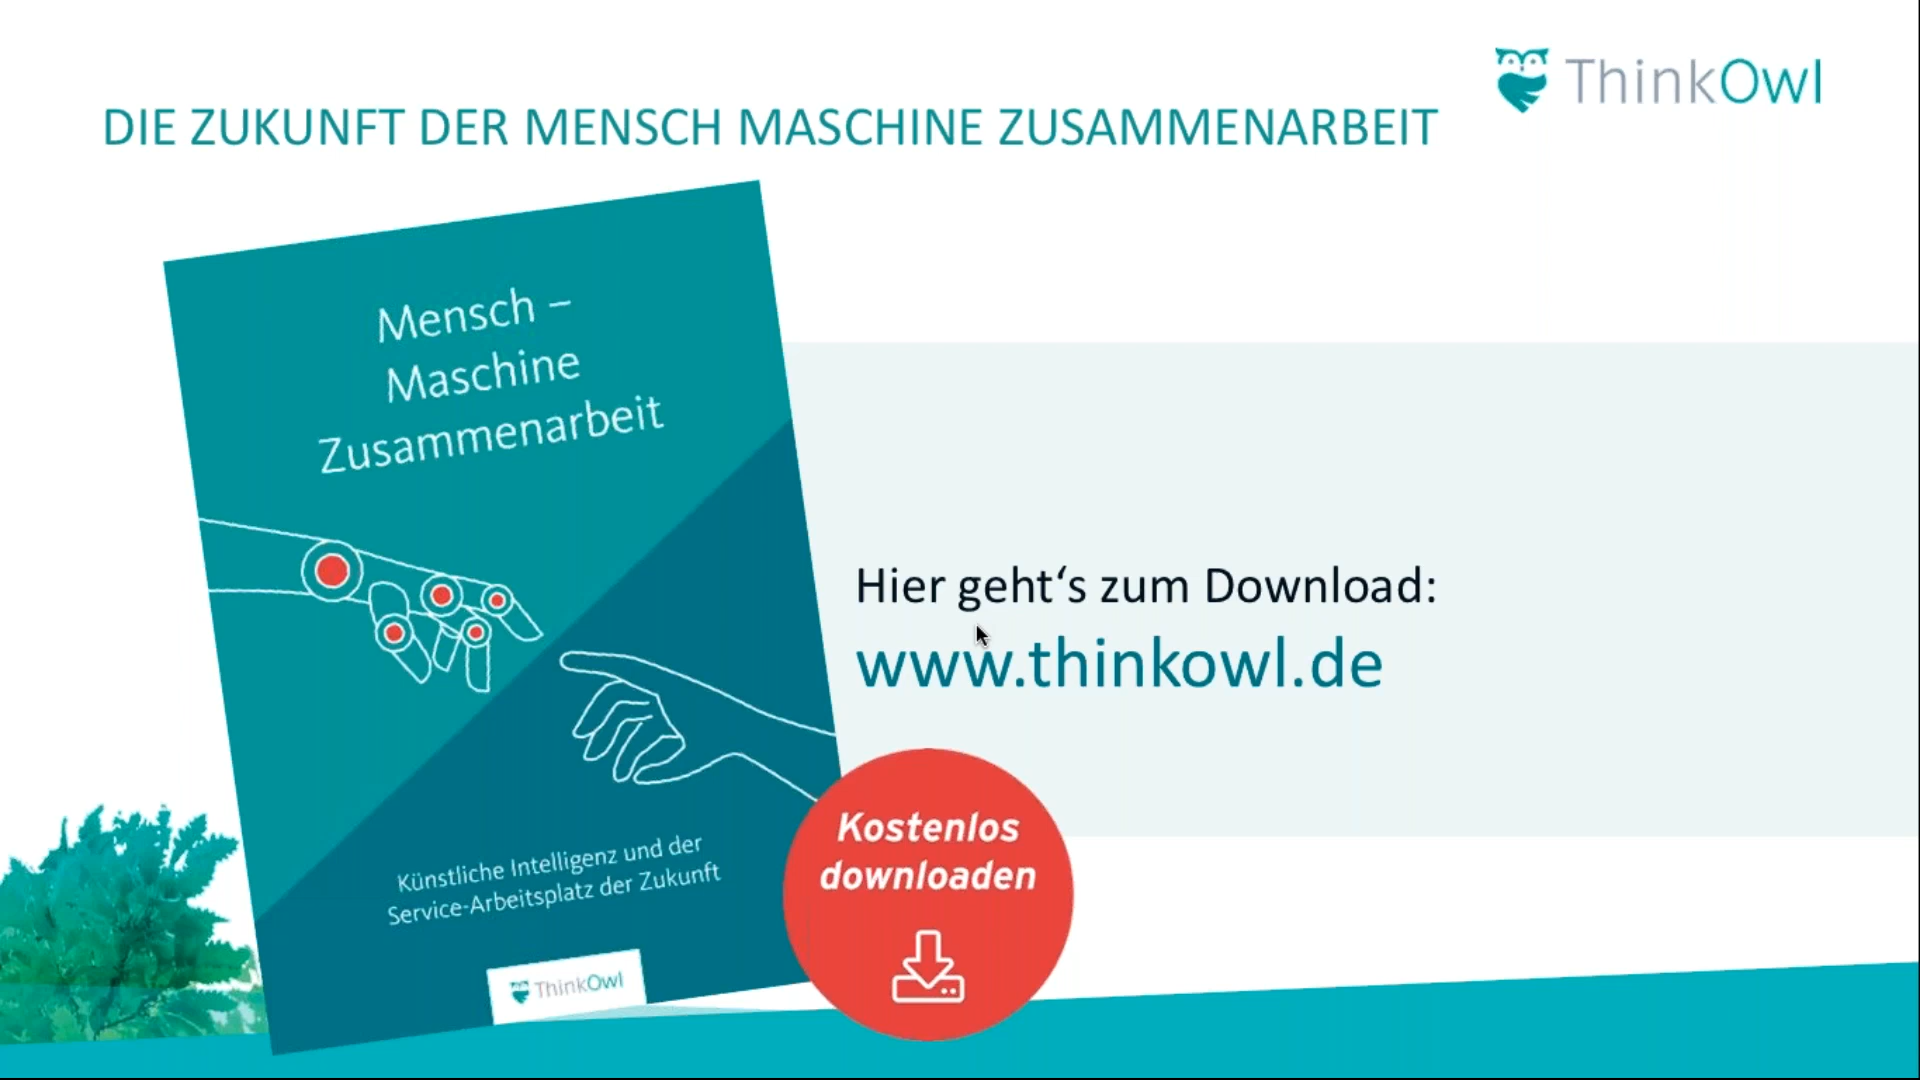 ThinkOwl
DIE ZUKUNFT DER MENSCH MASCHINE ZUSAMMENARBEIT
Mensch –
Maschine
Zusammenarbeit
Künstliche Intelligenz und der
Service-Arbeitsplatz der Zukunft
ThinkOwl
Hier geht‘s zum Download:
www.thinkowl.de
Kostenlos
downloaden